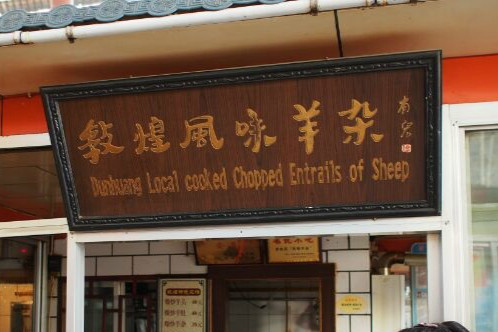 敦煌風味羊杂
Dunhuang Local cooked Chopped Entrails of Sheep